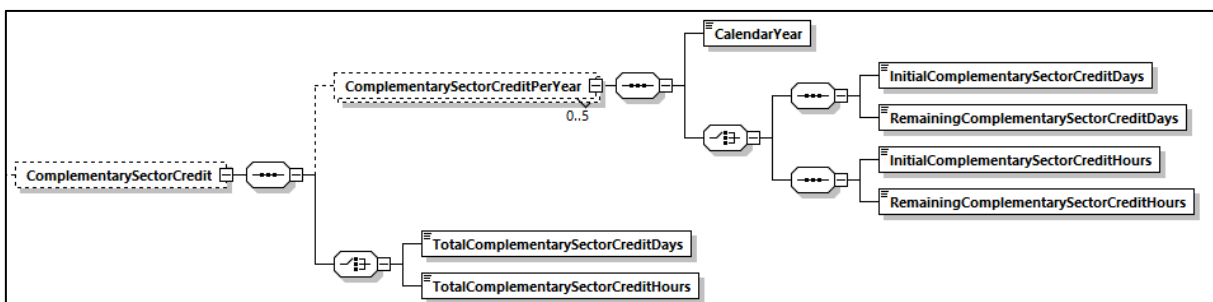 CalendarYear
InitialComplementarySectorCreditDays
ComplementarySectorCreditPerYear
0..5
RemainingComplementarySectorCreditDays
InitialComplementarySectorCreditHours
ComplementarySectorCredit
RemainingComplementarySectorCreditHours
TotalComplementarySectorCreditDays
TotalComplementarySectorCreditHours